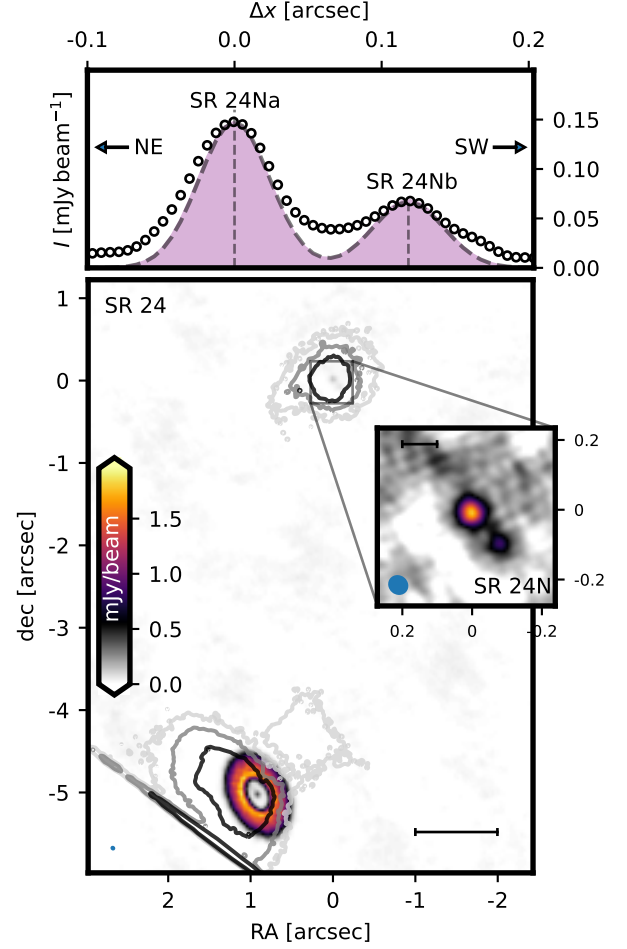 Δx [arcsec]
-0.1 0.0 0.1 0.2
I [mJy beam⁻¹]
SR 24Na
NE
SW
SR 24Nb
0.15
0.10
0.05
0.00
SR 24
1
0
-1
-2
-3
-4
-5
dec [arcsec]
mJy/beam
1.5
1.0
0.5
0.0
0.2
0
-0.2
SR 24N
0.2 0 -0.2
2 1 0 -1 -2
RA [arcsec]